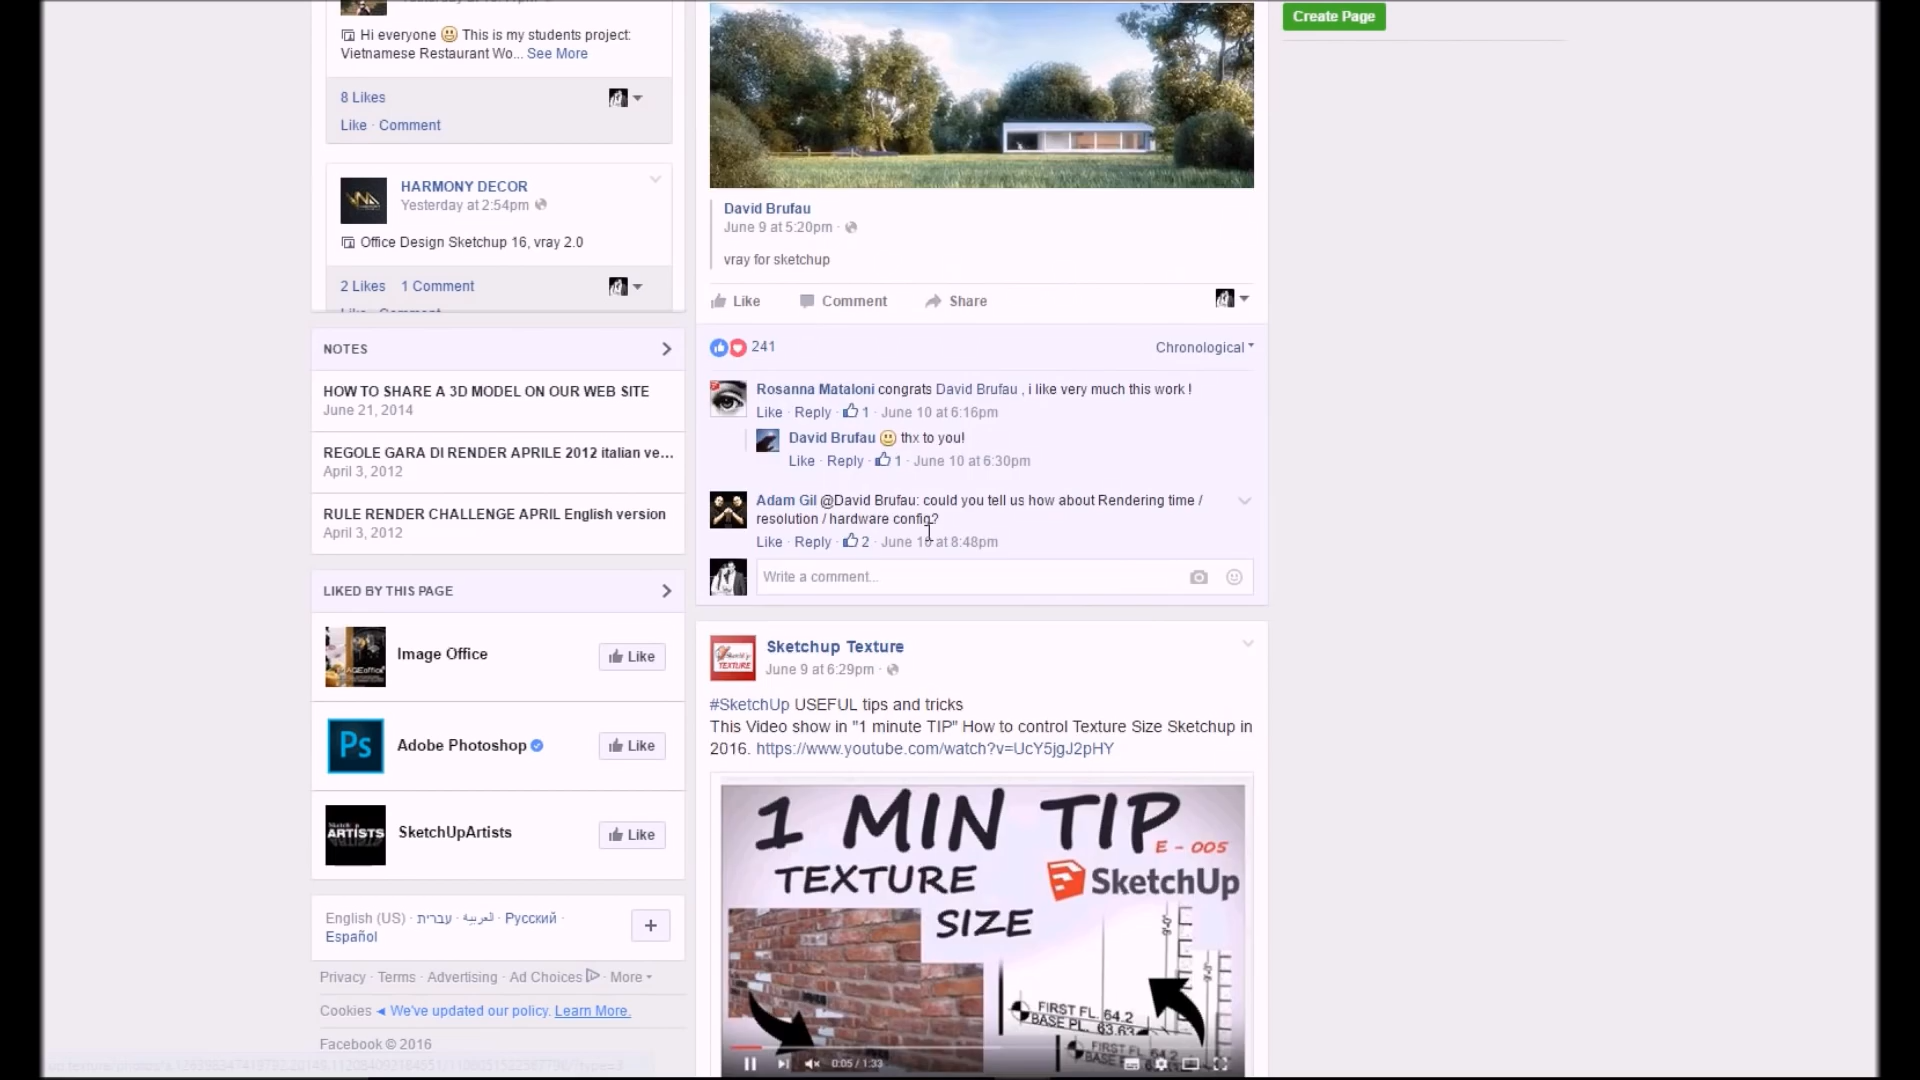 Create Page
Hi everyone This is my students project:
Vietnamese Restaurant Wo... See More
8 Likes
Like · Comment
HARMONY DECOR
Yesterday at 2:54pm
Office Design Sketchup 16, vray 2.0
2 Likes 1 Comment
NOTES
HOW TO SHARE A 3D MODEL ON OUR WEB SITE
June 21, 2014
REGOLE GARA DI RENDER APRILE 2012 italian ve...
April 3, 2012
RULE RENDER CHALLENGE APRIL English version
April 3, 2012
LIKED BY THIS PAGE
Image Office
Like
Adobe Photoshop
Like
SketchUpArtists
Like
English (US) · עברית · العربية · Русский ·
Español
Privacy · Terms · Advertising · Ad Choices · More
Cookies ◄ We've updated our policy. Learn More.
Facebook © 2016
David Brufau
June 9 at 5:20pm ·
vray for sketchup
Like Comment Share
241
Chronological
Rosanna Mataloni congrats David Brufau , i like very much this work !
Like · Reply · 1 · June 10 at 6:16pm
David Brufau thx to you!
Like · Reply · 1 · June 10 at 6:30pm
Adam Gil @David Brufau: could you tell us how about Rendering time /
resolution / hardware config?
Like · Reply · 2 · June 10 at 8:48pm
Write a comment...
Sketchup Texture
June 9 at 6:29pm ·
#SketchUp USEFUL tips and tricks
This Video show in "1 minute TIP" How to control Texture Size Sketchup in
2016. https://www.youtube.com/watch?v=UcY5jgJ2pHY
1 MIN TIP
E - 005
TEXTURE
SketchUp
SIZE
FIRST FL. 64.2
BASE PL. 63.63
FIRST FL. 64.2
0:05 / 1:33
Ps
ARTISTS
TEXTURE